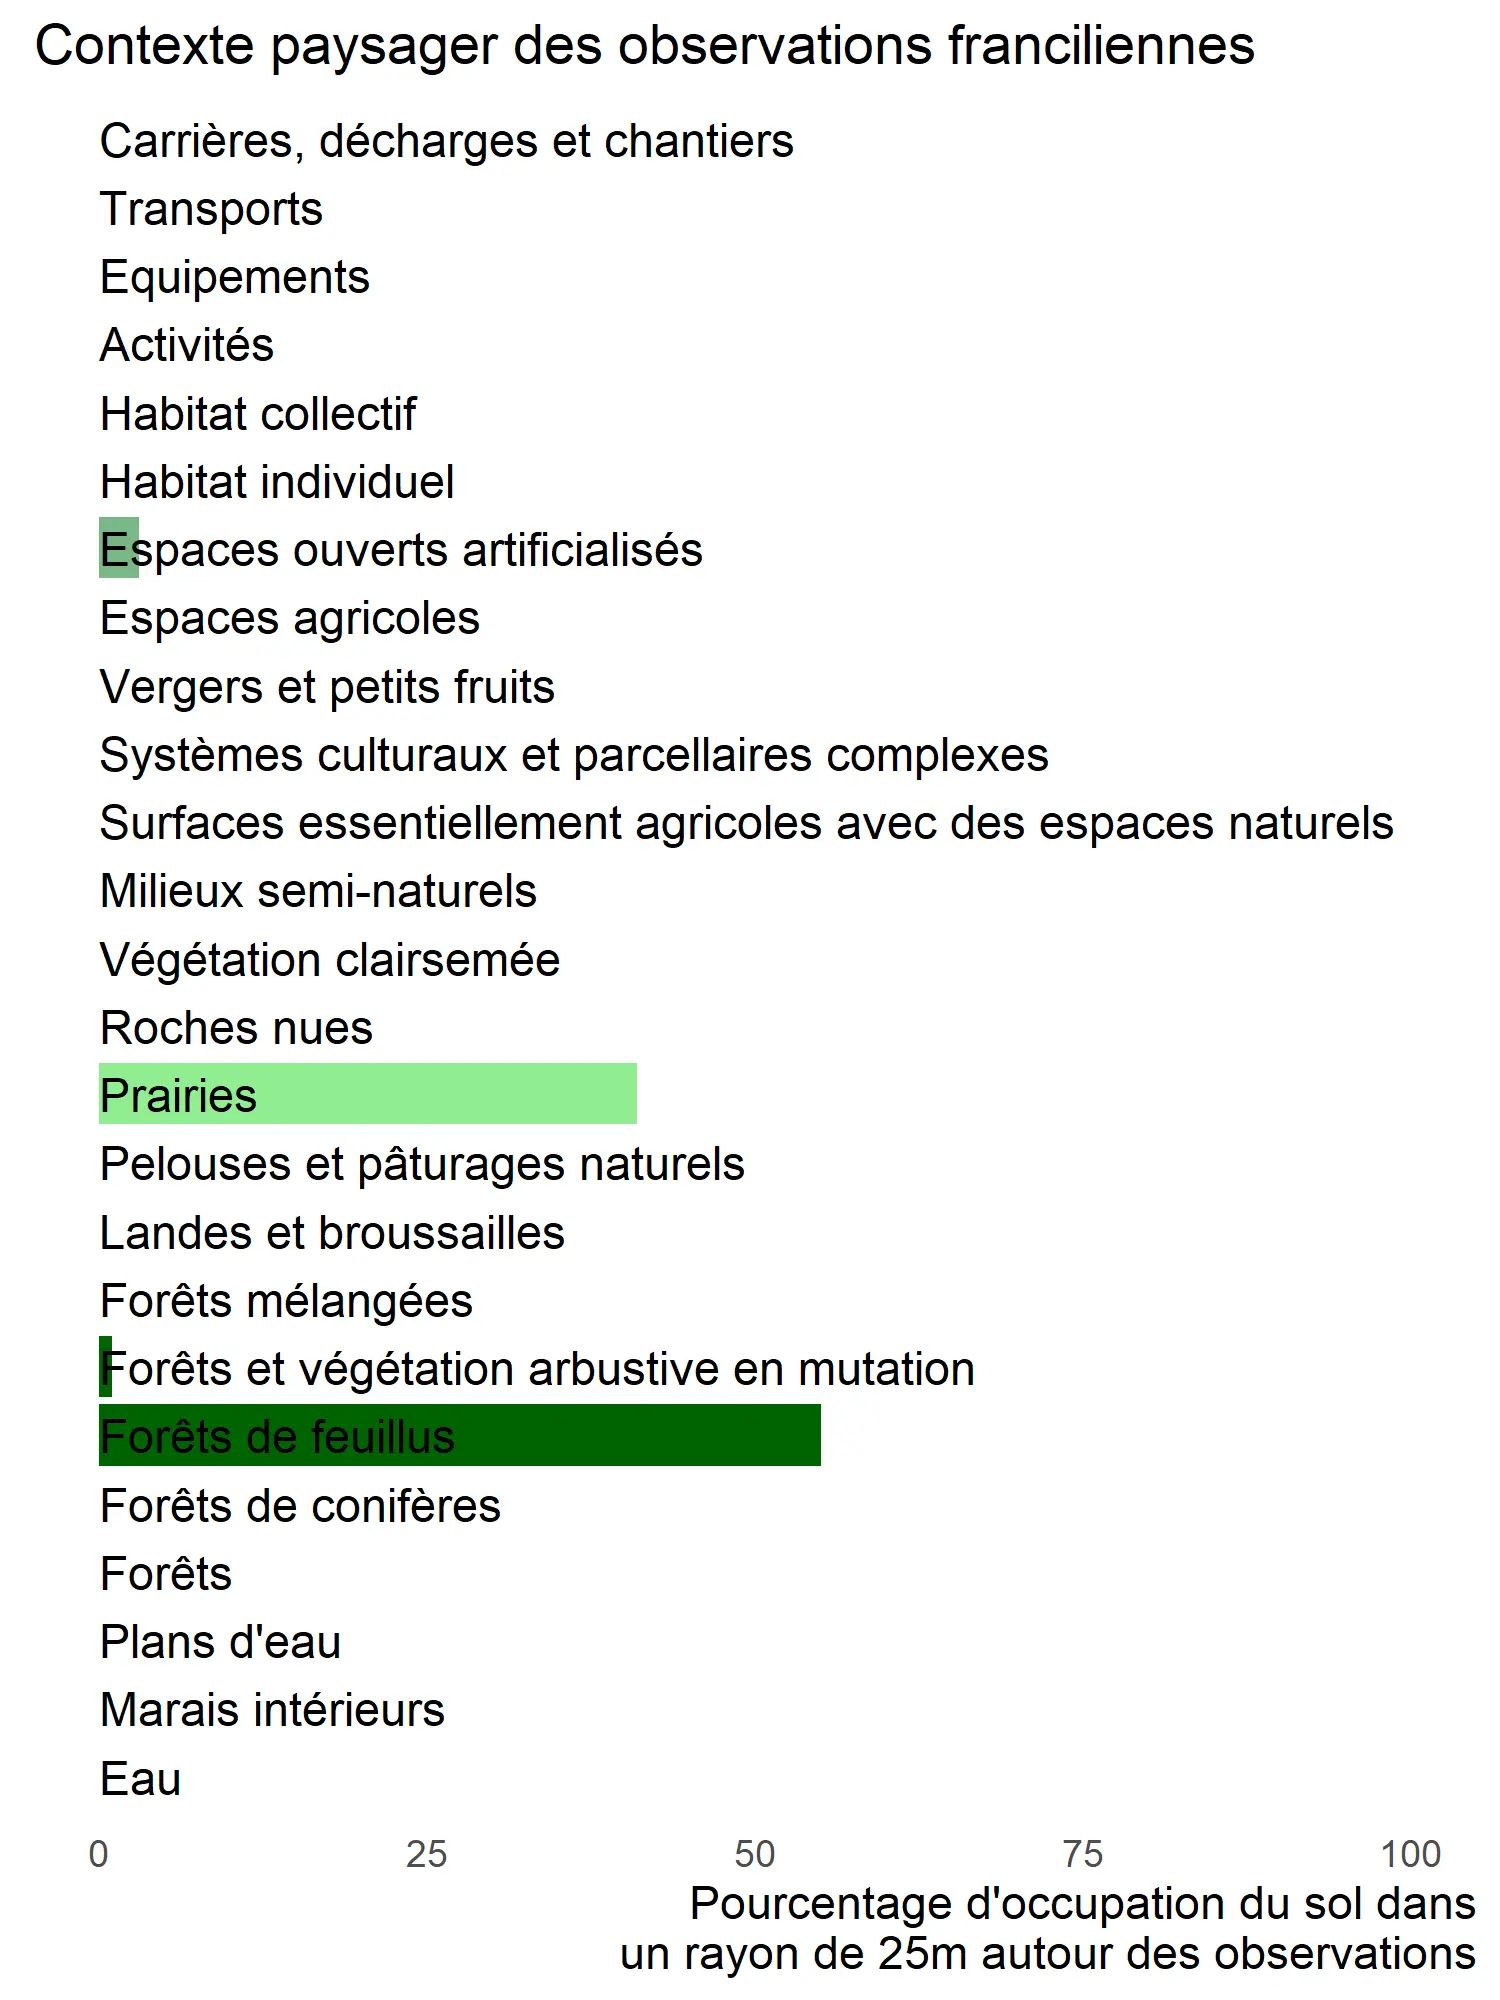 Contexte paysager des observations franciliennes
Carrières, décharges et chantiers
Transports
Equipements
Activités
Habitat collectif
Habitat individuel
Espaces ouverts artificialisés
Espaces agricoles
Vergers et petits fruits
Systèmes culturaux et parcellaires complexes
Surfaces essentiellement agricoles avec des espaces naturels
Milieux semi-naturels
Végétation clairsemée
Roches nues
Prairies
Pelouses et pâturages naturels
Landes et broussailles
Forêts mélangées
Forêts et végétation arbustive en mutation
Forêts de feuillus
Forêts de conifères
Forêts
Plans d'eau
Marais intérieurs
Eau
0 25 50 75 100
Pourcentage d'occupation du sol dans
un rayon de 25m autour des observations